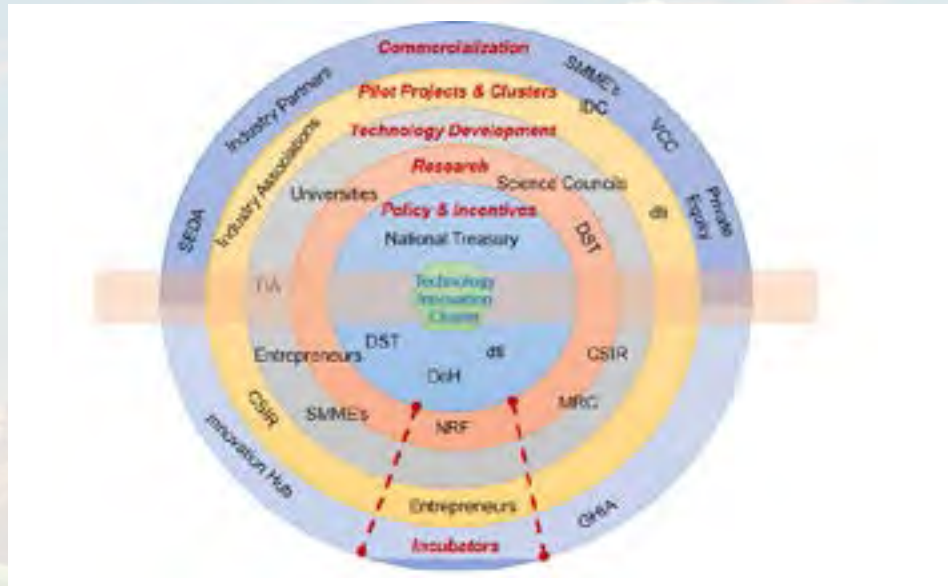 Commercialization
SMME's
Industry Partners
Pilot Projects & Clusters
IDC
VCC
Technology Development
Industry Associations
Research
Science Councils
Universities
Private
Equity
Policy & Incentives
dti
SEDA
National Treasury
DST
TIA
Technology
Innovation
Cluster
DST
dti
Entrepreneurs
CSIR
DoH
MRC
CSIR
SMME's
NRF
Innovation Hub
Entrepreneurs
Incubators